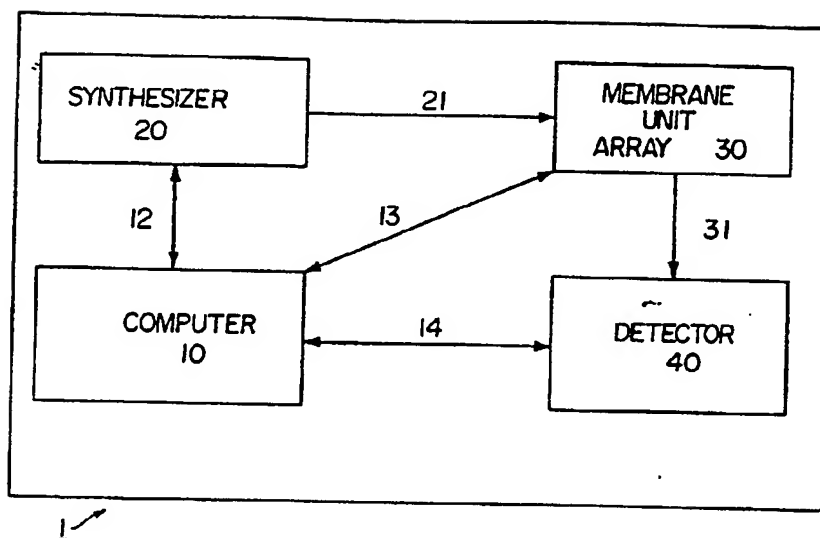 SYNTHESIZER
20
21
MEMBRANE
UNIT
ARRAY 30
12
13
31
COMPUTER
10
14
DETECTOR
40
1